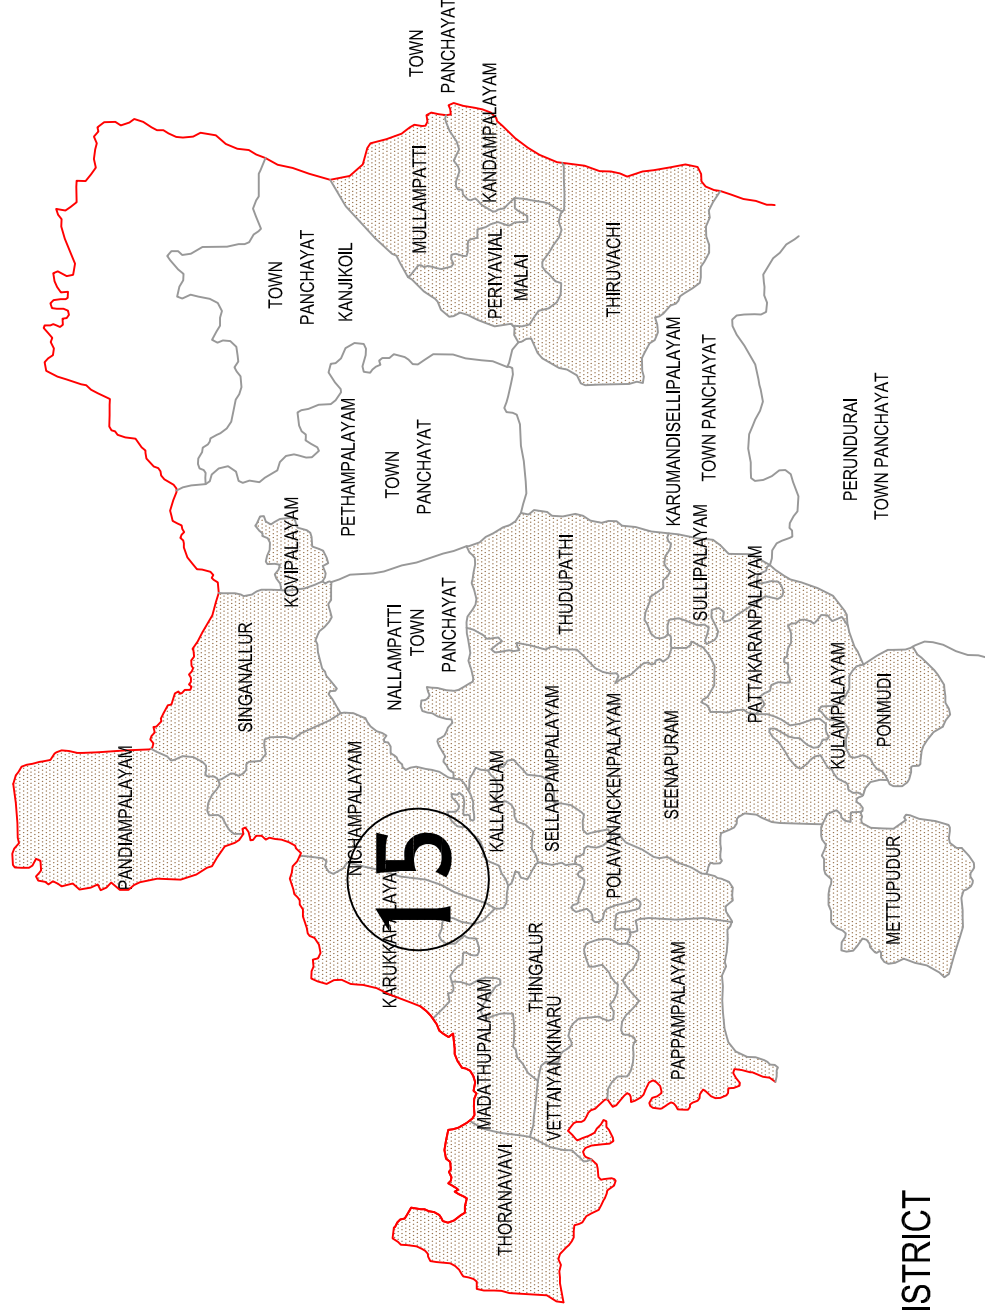 TOWN
PANCHAYAT
KANDAMPALAYAM
MULLAMPATTI
PERIYAVIAL
MALAI
THIRUVACHI
TOWN
PANCHAYAT
KANJIKOIL
KARUMANDISELLIPALAYAM
TOWN PANCHAYAT
PERUNDURAI
TOWN PANCHAYAT
PETHAMPALAYAM
TOWN
PANCHAYAT
KOVIPALAYAM
NALLAMPATTI
TOWN
PANCHAYAT
THUDUPATHI
SULLIPALAYAM
PATTAKARANPALAYAM
KULAMPALAYAM
PONMUDI
SINGANALLUR
PANDIAMPALAYAM
NICHAMPALAYAM
KALLAKULAM
SELLAPPAMPALAYAM
POLAVANAICKENPALAYAM
SEENAPURAM
METTUPUDUR
15
KARUKKAPALAYAM
THINGALUR
MADATHUPALAYAM
VETTAIYANKINARU
PAPPAMPALAYAM
THORANAVAVI
ISTRICT